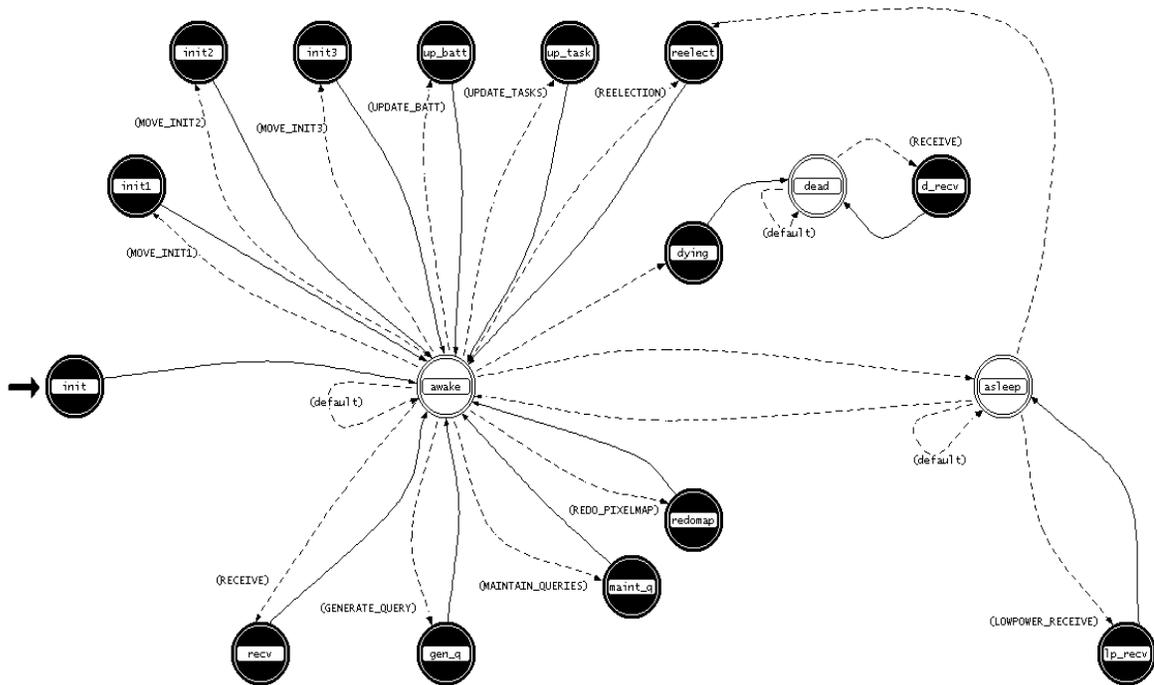 init2
init3
up_batt
up_task
reelect
(UPDATE_BATT)
(UPDATE_TASKS)
(REELECTION)
(MOVE_INIT2)
(MOVE_INIT3)
(RECEIVE)
init1
dead
d_recv
(default)
(MOVE_INIT1)
dying
init
awake
asleep
(default)
(default)
(REDO_PIXELMAP)
redomap
(RECEIVE)
(MAINTAIN_QUERIES)
maint_q
(GENERATE_QUERY)
(LOWPOWER_RECEIVE)
recv
gen_q
lp_recv